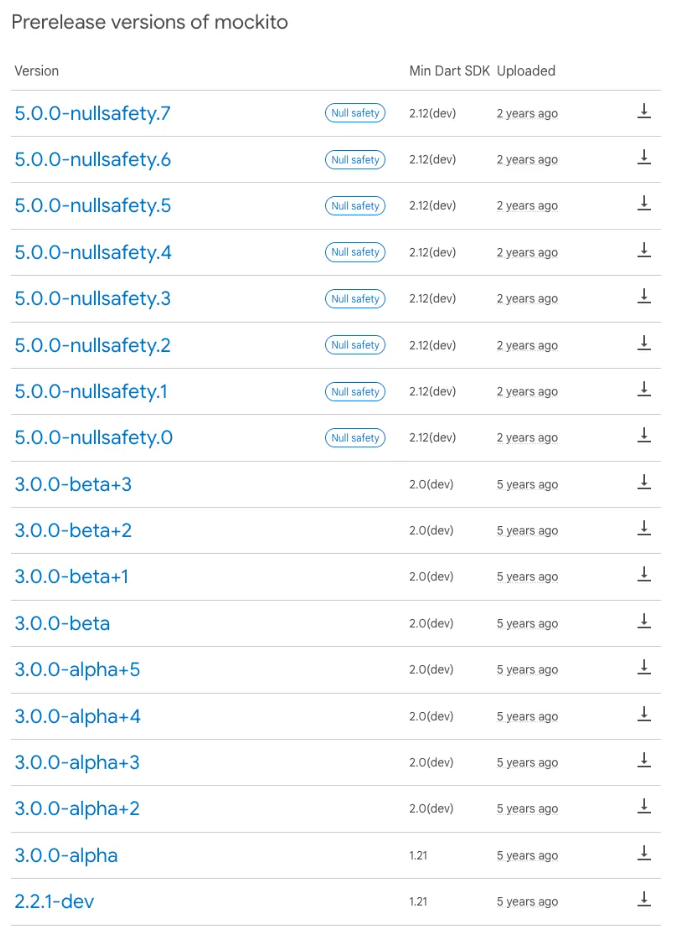 Prerelease versions of mockito
Version Min Dart SDK Uploaded
5.0.0-nullsafety.7 Null safety 2.12(dev) 2 years ago
5.0.0-nullsafety.6 Null safety 2.12(dev) 2 years ago
5.0.0-nullsafety.5 Null safety 2.12(dev) 2 years ago
5.0.0-nullsafety.4 Null safety 2.12(dev) 2 years ago
5.0.0-nullsafety.3 Null safety 2.12(dev) 2 years ago
5.0.0-nullsafety.2 Null safety 2.12(dev) 2 years ago
5.0.0-nullsafety.1 Null safety 2.12(dev) 2 years ago
5.0.0-nullsafety.0 Null safety 2.12(dev) 2 years ago
3.0.0-beta+3 2.0(dev) 5 years ago
3.0.0-beta+2 2.0(dev) 5 years ago
3.0.0-beta+1 2.0(dev) 5 years ago
3.0.0-beta 2.0(dev) 5 years ago
3.0.0-alpha+5 2.0(dev) 5 years ago
3.0.0-alpha+4 2.0(dev) 5 years ago
3.0.0-alpha+3 2.0(dev) 5 years ago
3.0.0-alpha+2 2.0(dev) 5 years ago
3.0.0-alpha 1.21 5 years ago
2.2.1-dev 1.21 5 years ago